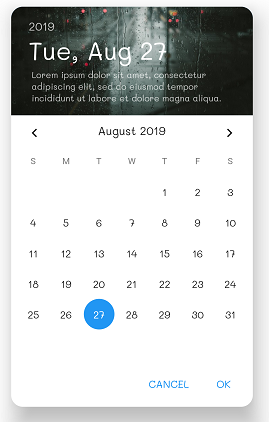 2019
Tue, Aug 27
Lorem ipsum dolor sit amet, consectetur
adipiscing elit, sed do eiusmod tempor
incididunt ut labore et dolore magna aliqua.
August 2019
S M T W T F S
1 2 3
4 5 6 7 8 9 10
11 12 13 14 15 16 17
18 19 20 21 22 23 24
25 26 27 28 29 30 31
CANCEL OK